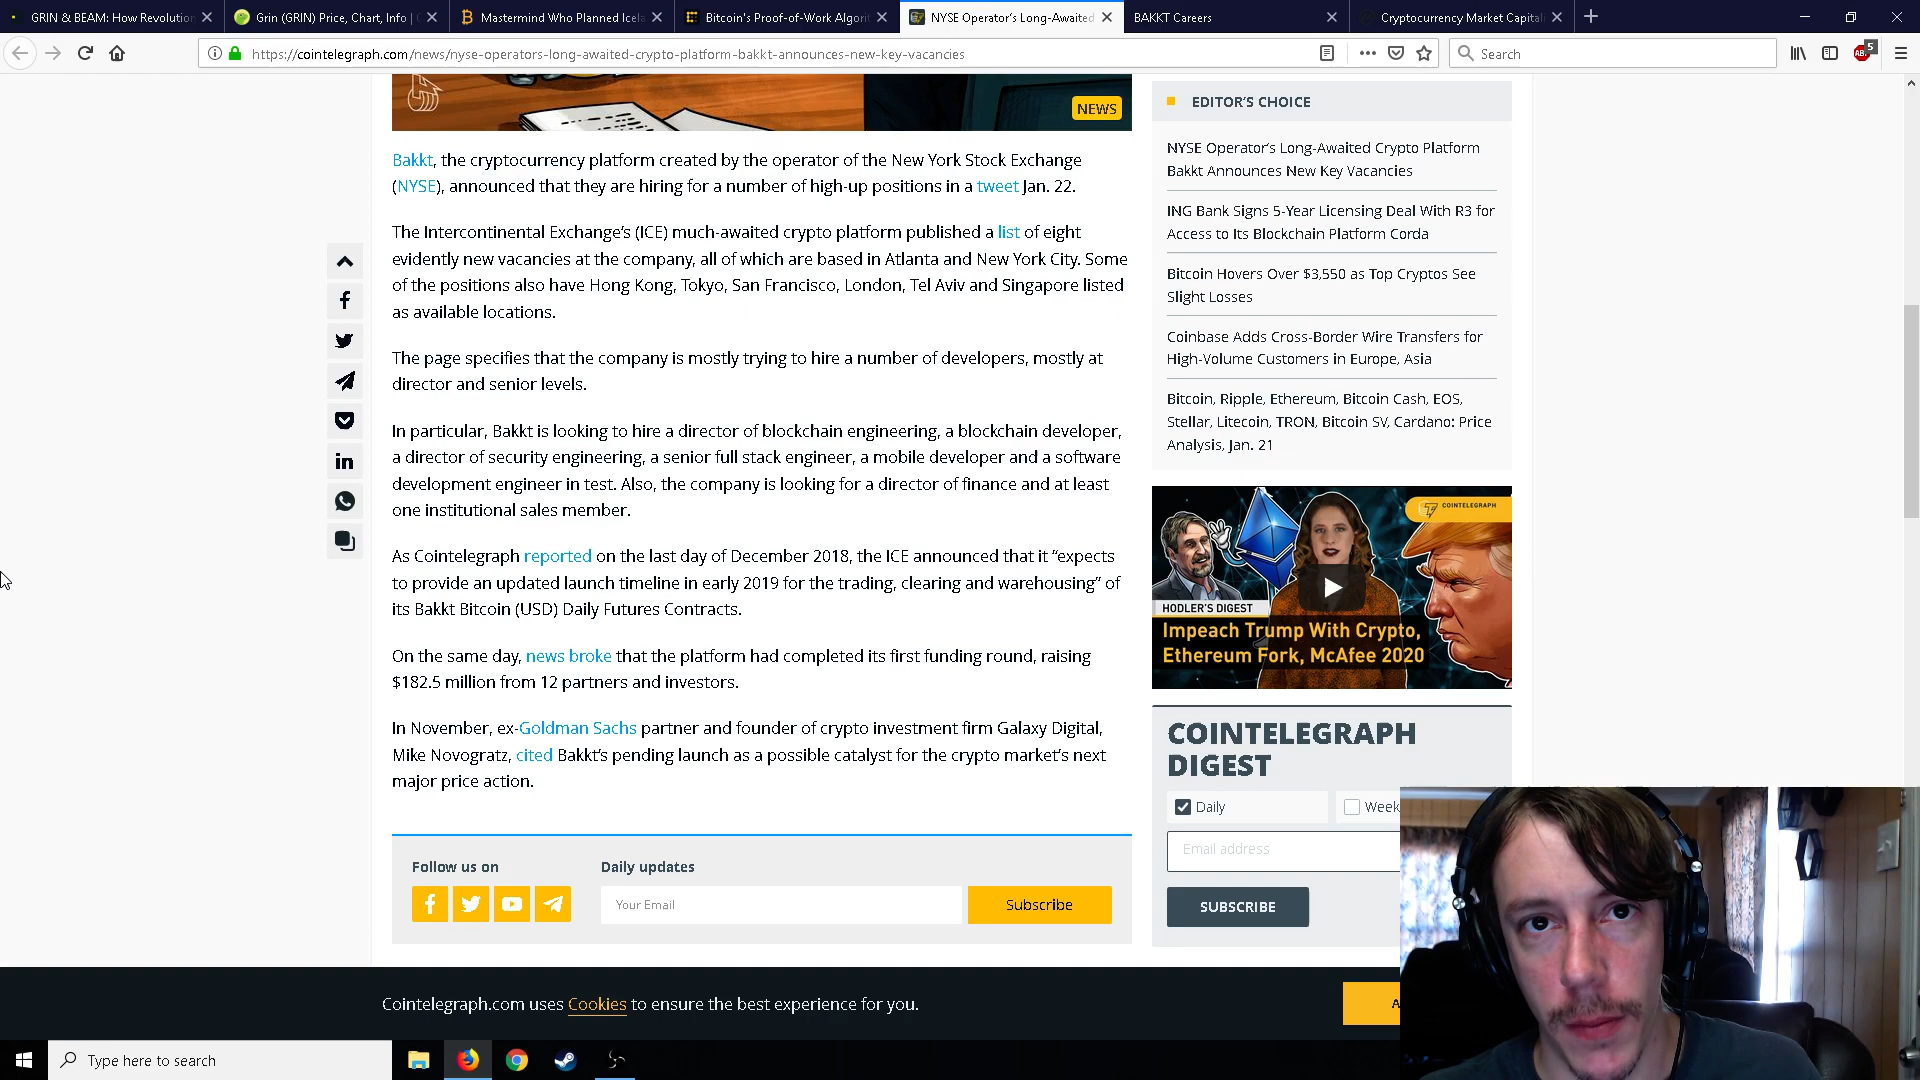 GRIN & BEAM: How Revolution
Grin (GRIN) Price, Chart, Info |
Mastermind Who Planned Icela
Bitcoin's Proof-of-Work Algori
NYSE Operator's Long-Awaited
BAKKT Careers
Cryptocurrency Market Capitali
https://cointelegraph.com/news/nyse-operators-long-awaited-crypto-platform-bakkt-announces-new-key-vacancies
Search
5
NEWS
Bakkt, the cryptocurrency platform created by the operator of the New York Stock Exchange
(NYSE), announced that they are hiring for a number of high-up positions in a tweet Jan. 22.
The Intercontinental Exchange's (ICE) much-awaited crypto platform published a list of eight
evidently new vacancies at the company, all of which are based in Atlanta and New York City. Some
of the positions also have Hong Kong, Tokyo, San Francisco, London, Tel Aviv and Singapore listed
as available locations.
The page specifies that the company is mostly trying to hire a number of developers, mostly at
director and senior levels.
In particular, Bakkt is looking to hire a director of blockchain engineering, a blockchain developer,
a director of security engineering, a senior full stack engineer, a mobile developer and a software
development engineer in test. Also, the company is looking for a director of finance and at least
one institutional sales member.
As Cointelegraph reported on the last day of December 2018, the ICE announced that it “expects
to provide an updated launch timeline in early 2019 for the trading, clearing and warehousing” of
its Bakkt Bitcoin (USD) Daily Futures Contracts.
On the same day, news broke that the platform had completed its first funding round, raising
$182.5 million from 12 partners and investors.
In November, ex-Goldman Sachs partner and founder of crypto investment firm Galaxy Digital,
Mike Novogratz, cited Bakkt's pending launch as a possible catalyst for the crypto market's next
major price action.
Follow us on
Daily updates
Your Email
Subscribe
EDITOR'S CHOICE
NYSE Operator's Long-Awaited Crypto Platform
Bakkt Announces New Key Vacancies
ING Bank Signs 5-Year Licensing Deal With R3 for
Access to Its Blockchain Platform Corda
Bitcoin Hovers Over $3,550 as Top Cryptos See
Slight Losses
Coinbase Adds Cross-Border Wire Transfers for
High-Volume Customers in Europe, Asia
Bitcoin, Ripple, Ethereum, Bitcoin Cash, EOS,
Stellar, Litecoin, TRON, Bitcoin SV, Cardano: Price
Analysis, Jan. 21
COINTELEGRAPH
HODLER'S DIGEST
Impeach Trump With Crypto,
Ethereum Fork, McAfee 2020
COINTELEGRAPH
DIGEST
Daily
Week
Email address
SUBSCRIBE
Cointelegraph.com uses Cookies to ensure the best experience for you.
A
Type here to search